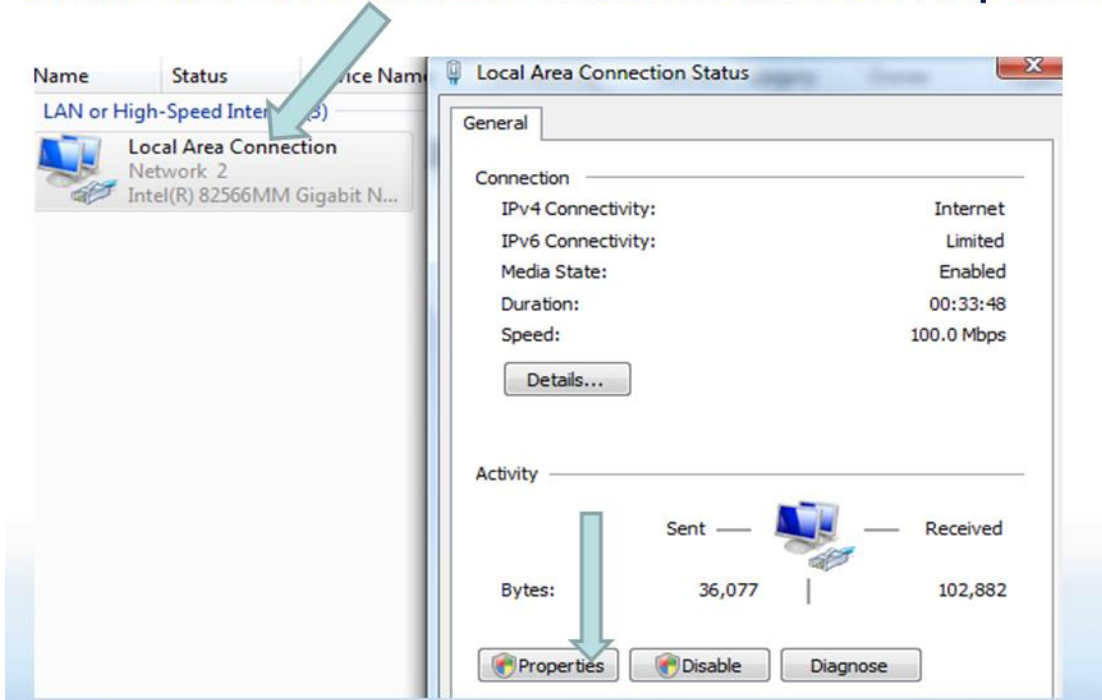 Name Status
LAN or High-Speed
Local Area Connection
Network 2
Intel(R) 82566MM Gigabit N...
Local Area Connection Status
General
Connection
IPv4 Connectivity: Internet
IPv6 Connectivity: Limited
Media State: Enabled
Duration: 00:33:48
Speed: 100.0 Mbps
Details...
Activity
Sent Received
Bytes: 36,077 102,882
Properties Disable Diagnose